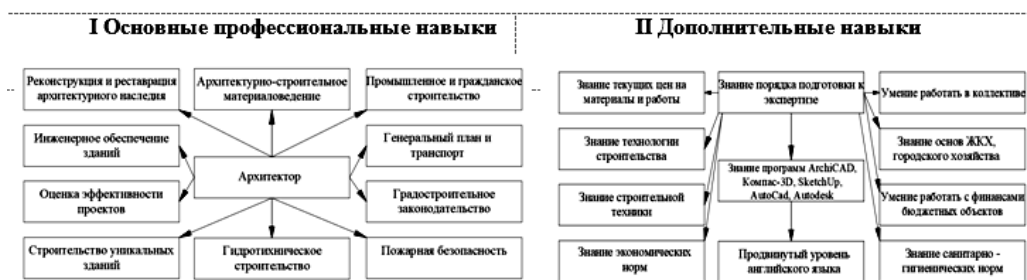 I Основные профессиональные навыки
Реконструкция и реставрация
архитектурного наследия
Архитектурно-строительное
материаловедение
Промышленное и гражданское
строительство
Инженерное обеспечение
зданий
Генеральный план и
транспорт
Архитектор
Оценка эффективности
проектов
Градостроительное
законодательство
Строительство уникальных
зданий
Гидротихническое
строительство
Пожарная безопасность
II Дополнительные навыки
Знание текущих цен на
материалы и работы
Знание порядка подготовки к
экспертизе
Умение работать в коллективе
Знание технологии
строительства
Знание основ ЖКХ,
городского хозяйства
Знание программ ArchiCAD,
Компас-3D, SketchUp,
AutoCad, Autodesk
Знание строительной
техники
Умение работать с финансами
бюджетных объектов
Знание экономических
норм
Продвинутый уровень
английского языка
Знание санитарно -
гигиенических норм